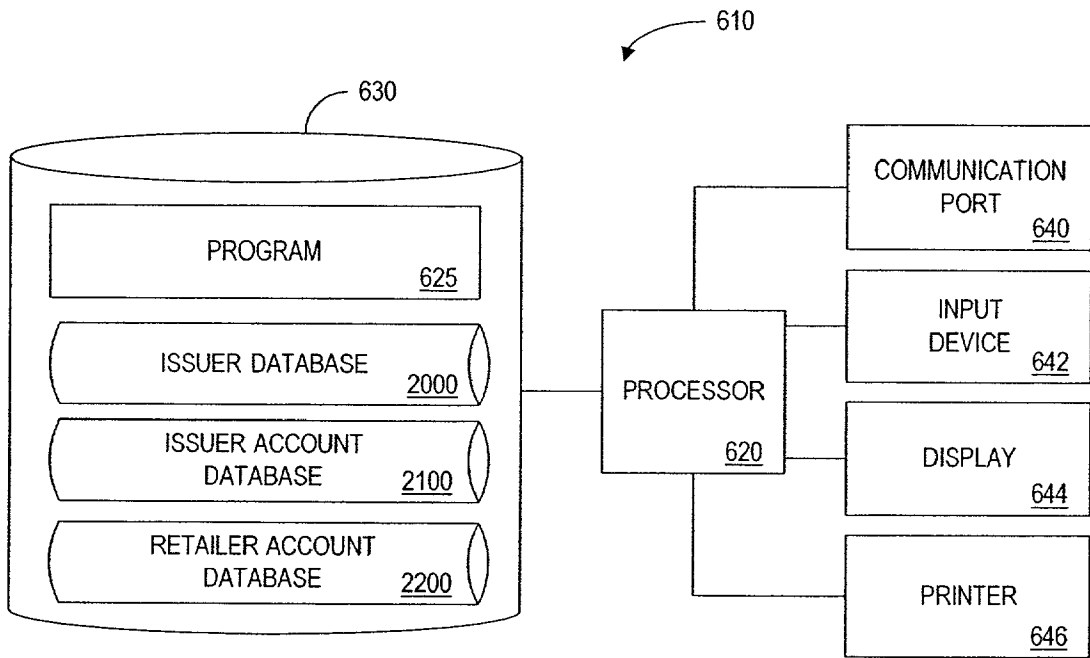 610
630
PROGRAM
625
ISSUER DATABASE
2000
ISSUER ACCOUNT
DATABASE
2100
RETAILER ACCOUNT
DATABASE
2200
PROCESSOR
620
COMMUNICATION
PORT
640
INPUT
DEVICE
642
DISPLAY
644
PRINTER
646